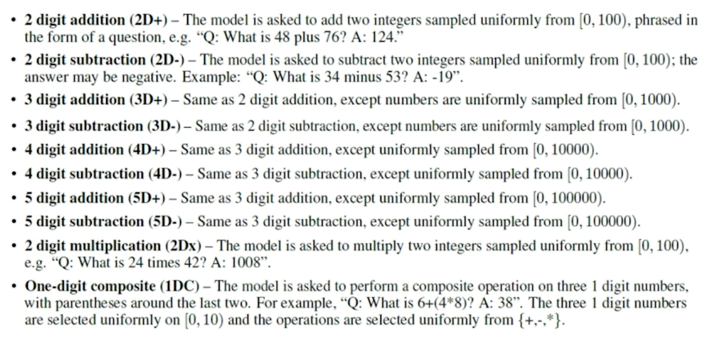 • 2 digit addition (2D+) – The model is asked to add two integers sampled uniformly from [0, 100), phrased in
the form of a question, e.g. “Q: What is 48 plus 76? A: 124.”
• 2 digit subtraction (2D-) – The model is asked to subtract two integers sampled uniformly from [0, 100); the
answer may be negative. Example: “Q: What is 34 minus 53? A: -19”.
• 3 digit addition (3D+) – Same as 2 digit addition, except numbers are uniformly sampled from [0, 1000).
• 3 digit subtraction (3D-) – Same as 2 digit subtraction, except numbers are uniformly sampled from [0, 1000).
• 4 digit addition (4D+) – Same as 3 digit addition, except uniformly sampled from [0, 10000).
• 4 digit subtraction (4D-) – Same as 3 digit subtraction, except uniformly sampled from [0, 10000).
• 5 digit addition (5D+) – Same as 3 digit addition, except uniformly sampled from [0, 100000).
• 5 digit subtraction (5D-) – Same as 3 digit subtraction, except uniformly sampled from [0, 100000).
• 2 digit multiplication (2Dx) – The model is asked to multiply two integers sampled uniformly from [0, 100),
e.g. “Q: What is 24 times 42? A: 1008”.
• One-digit composite (1DC) – The model is asked to perform a composite operation on three 1 digit numbers,
with parentheses around the last two. For example, “Q: What is 6+(4*8)? A: 38”. The three 1 digit numbers
are selected uniformly on [0, 10) and the operations are selected uniformly from {+,-,*}.